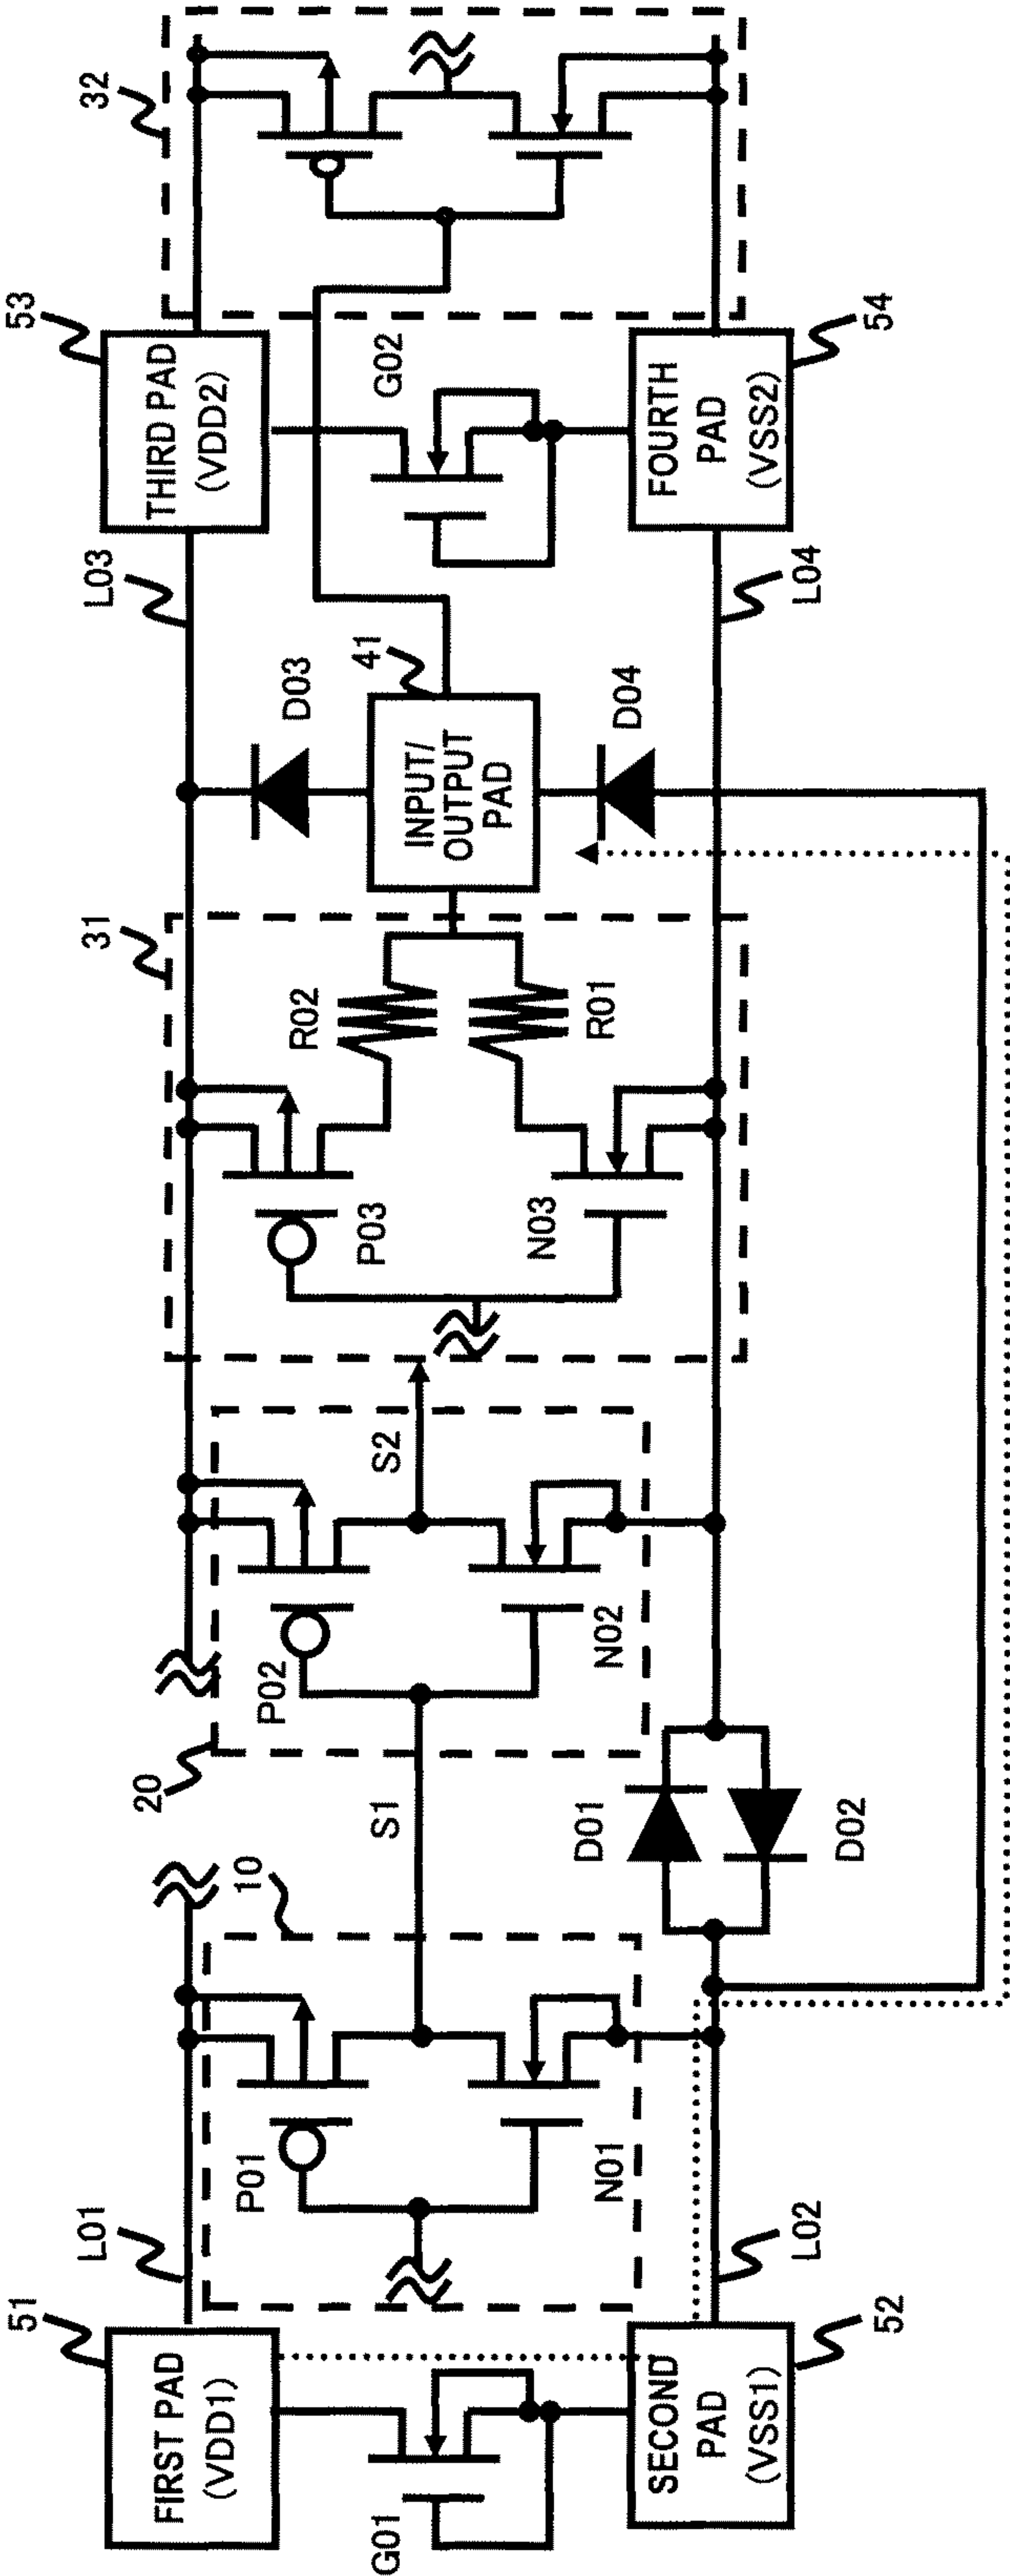 51
FIRST PAD
(VDD1)
L01
G01
SECOND
PAD
(VSS1)
52
L02
P01
N01
10
S1
20
P02
N02
S2
D01
D02
31
P03
N03
R02
R01
L03
D03
41
INPUT/
OUTPUT
PAD
D04
L04
53
THIRD PAD
(VDD2)
G02
FOURTH
PAD
(VSS2)
54
32